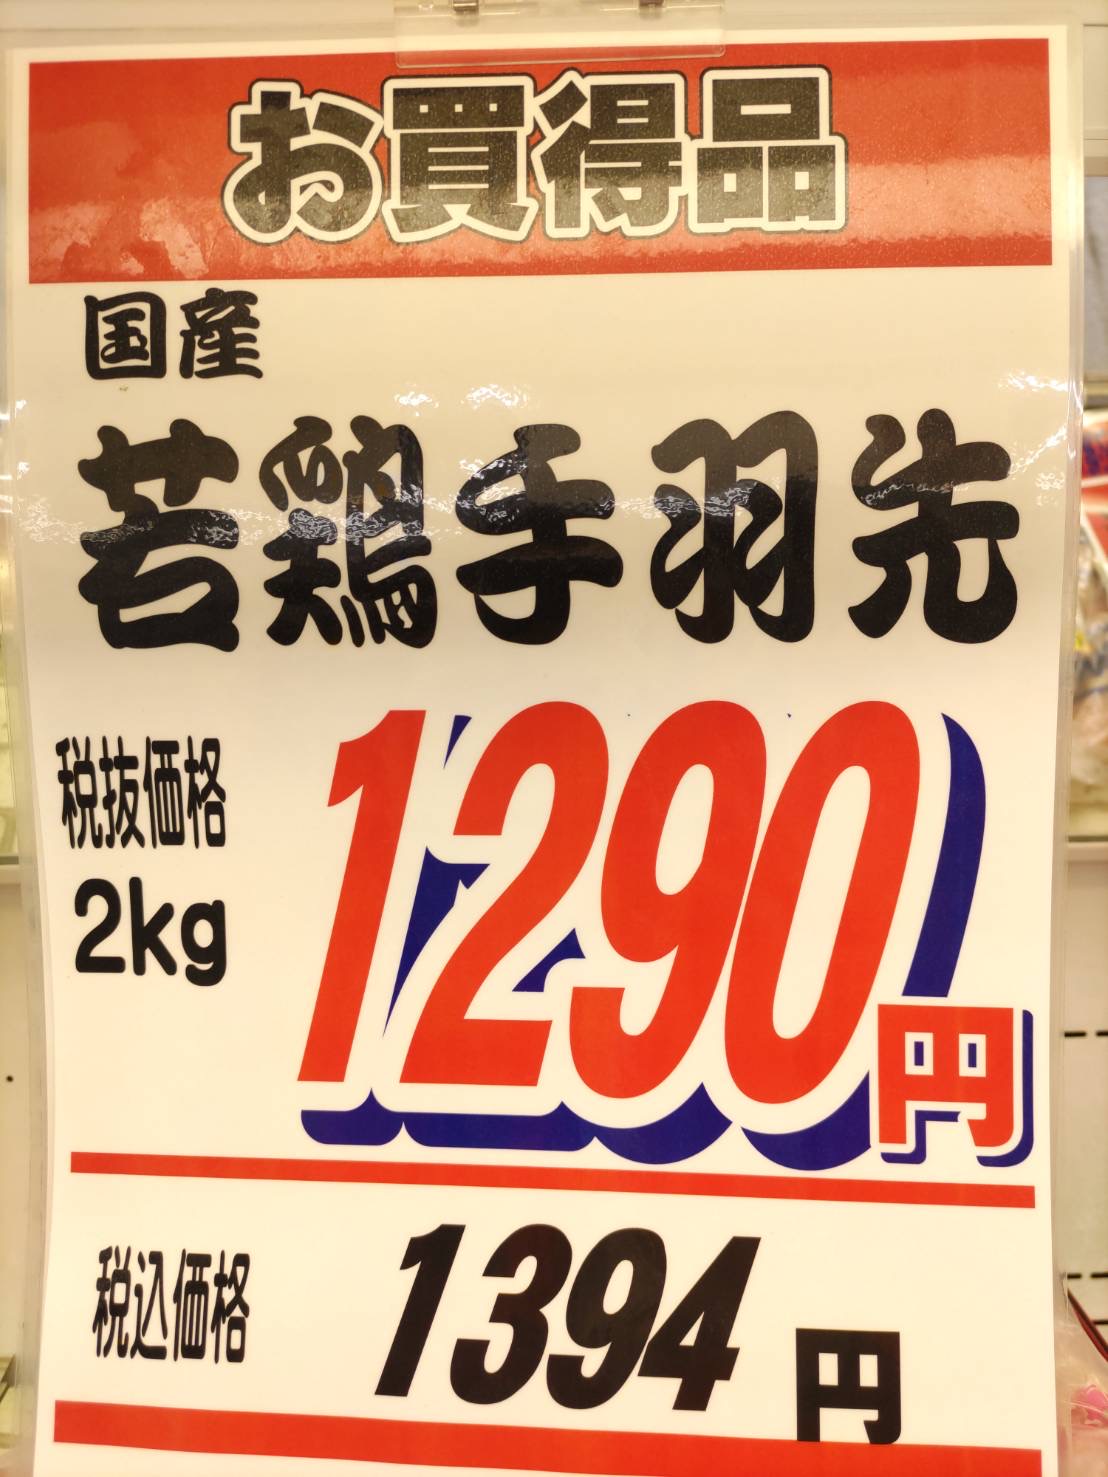 お買得品
国産
若鶏手羽先
税抜価格
2kg
1290円
税込価格 1394円